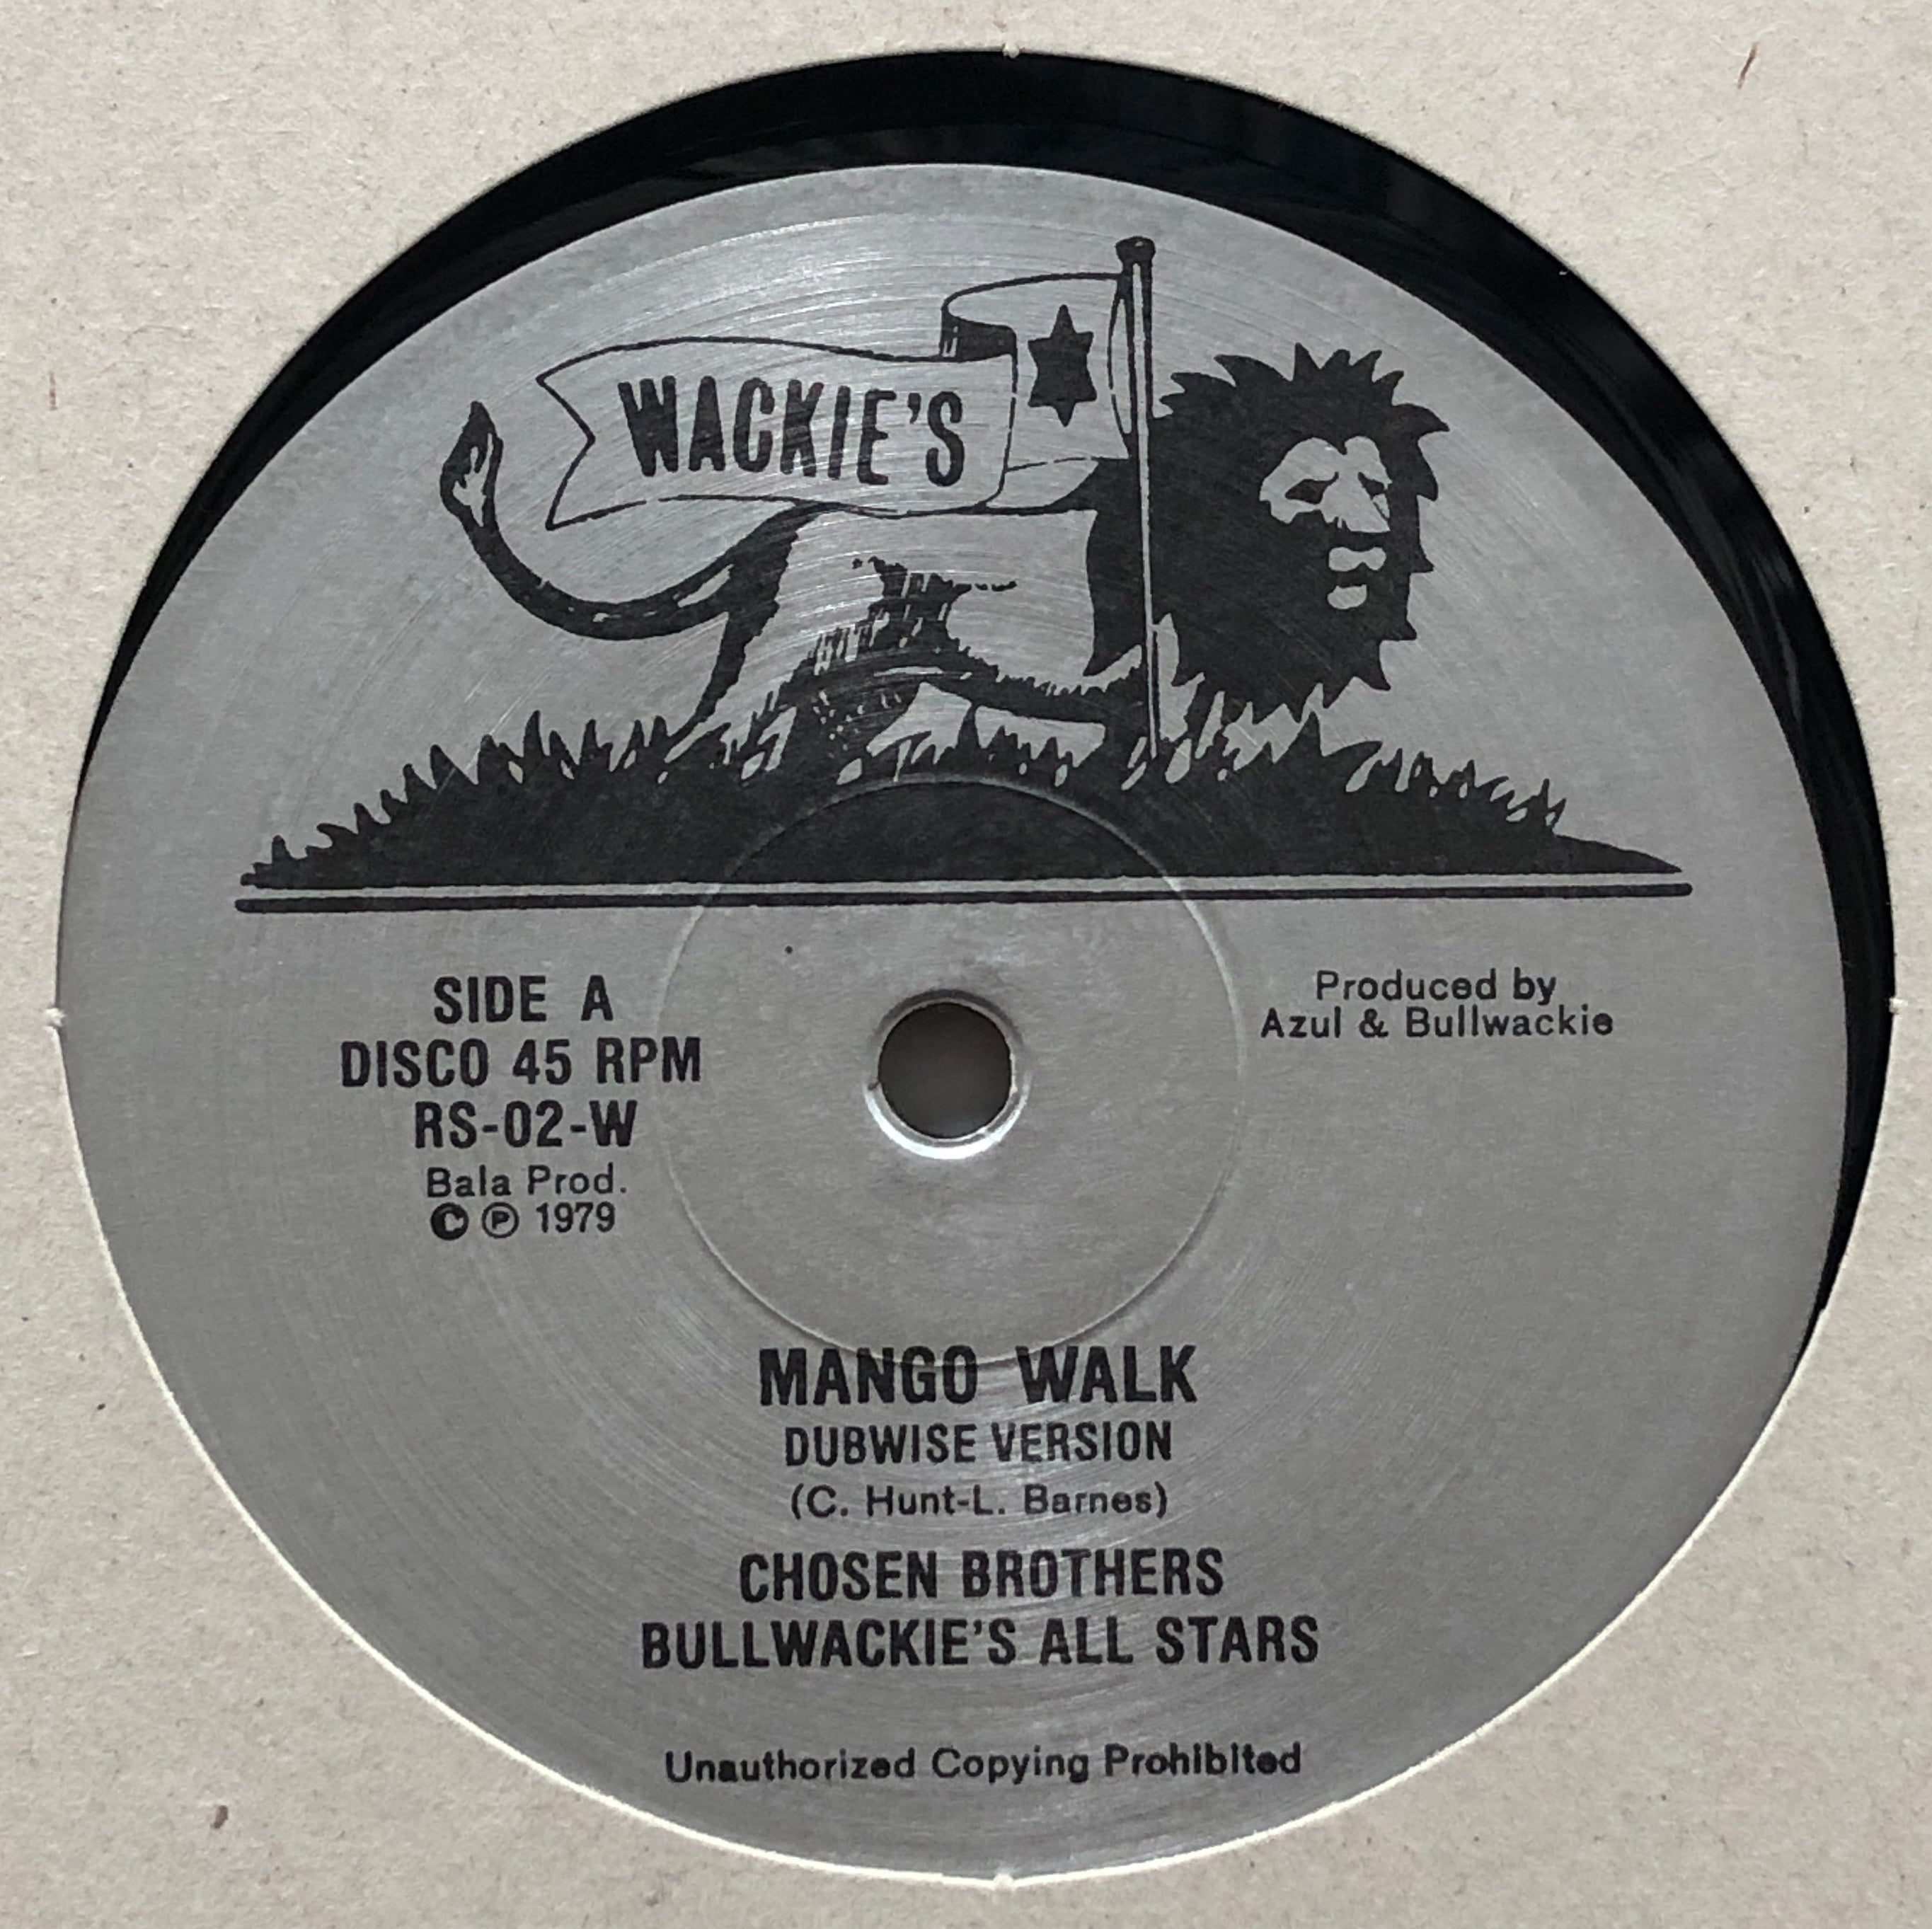 WACKIE'S
SIDE A
DISCO 45 RPM
RS-02-W
Bala Prod.
© ℗ 1979
Produced by
Azul & Bullwackie
MANGO WALK
DUBWISE VERSION
(C. Hunt-L. Barnes)
CHOSEN BROTHERS
BULLWACKIE'S ALL STARS
Unauthorized Copying Prohibited